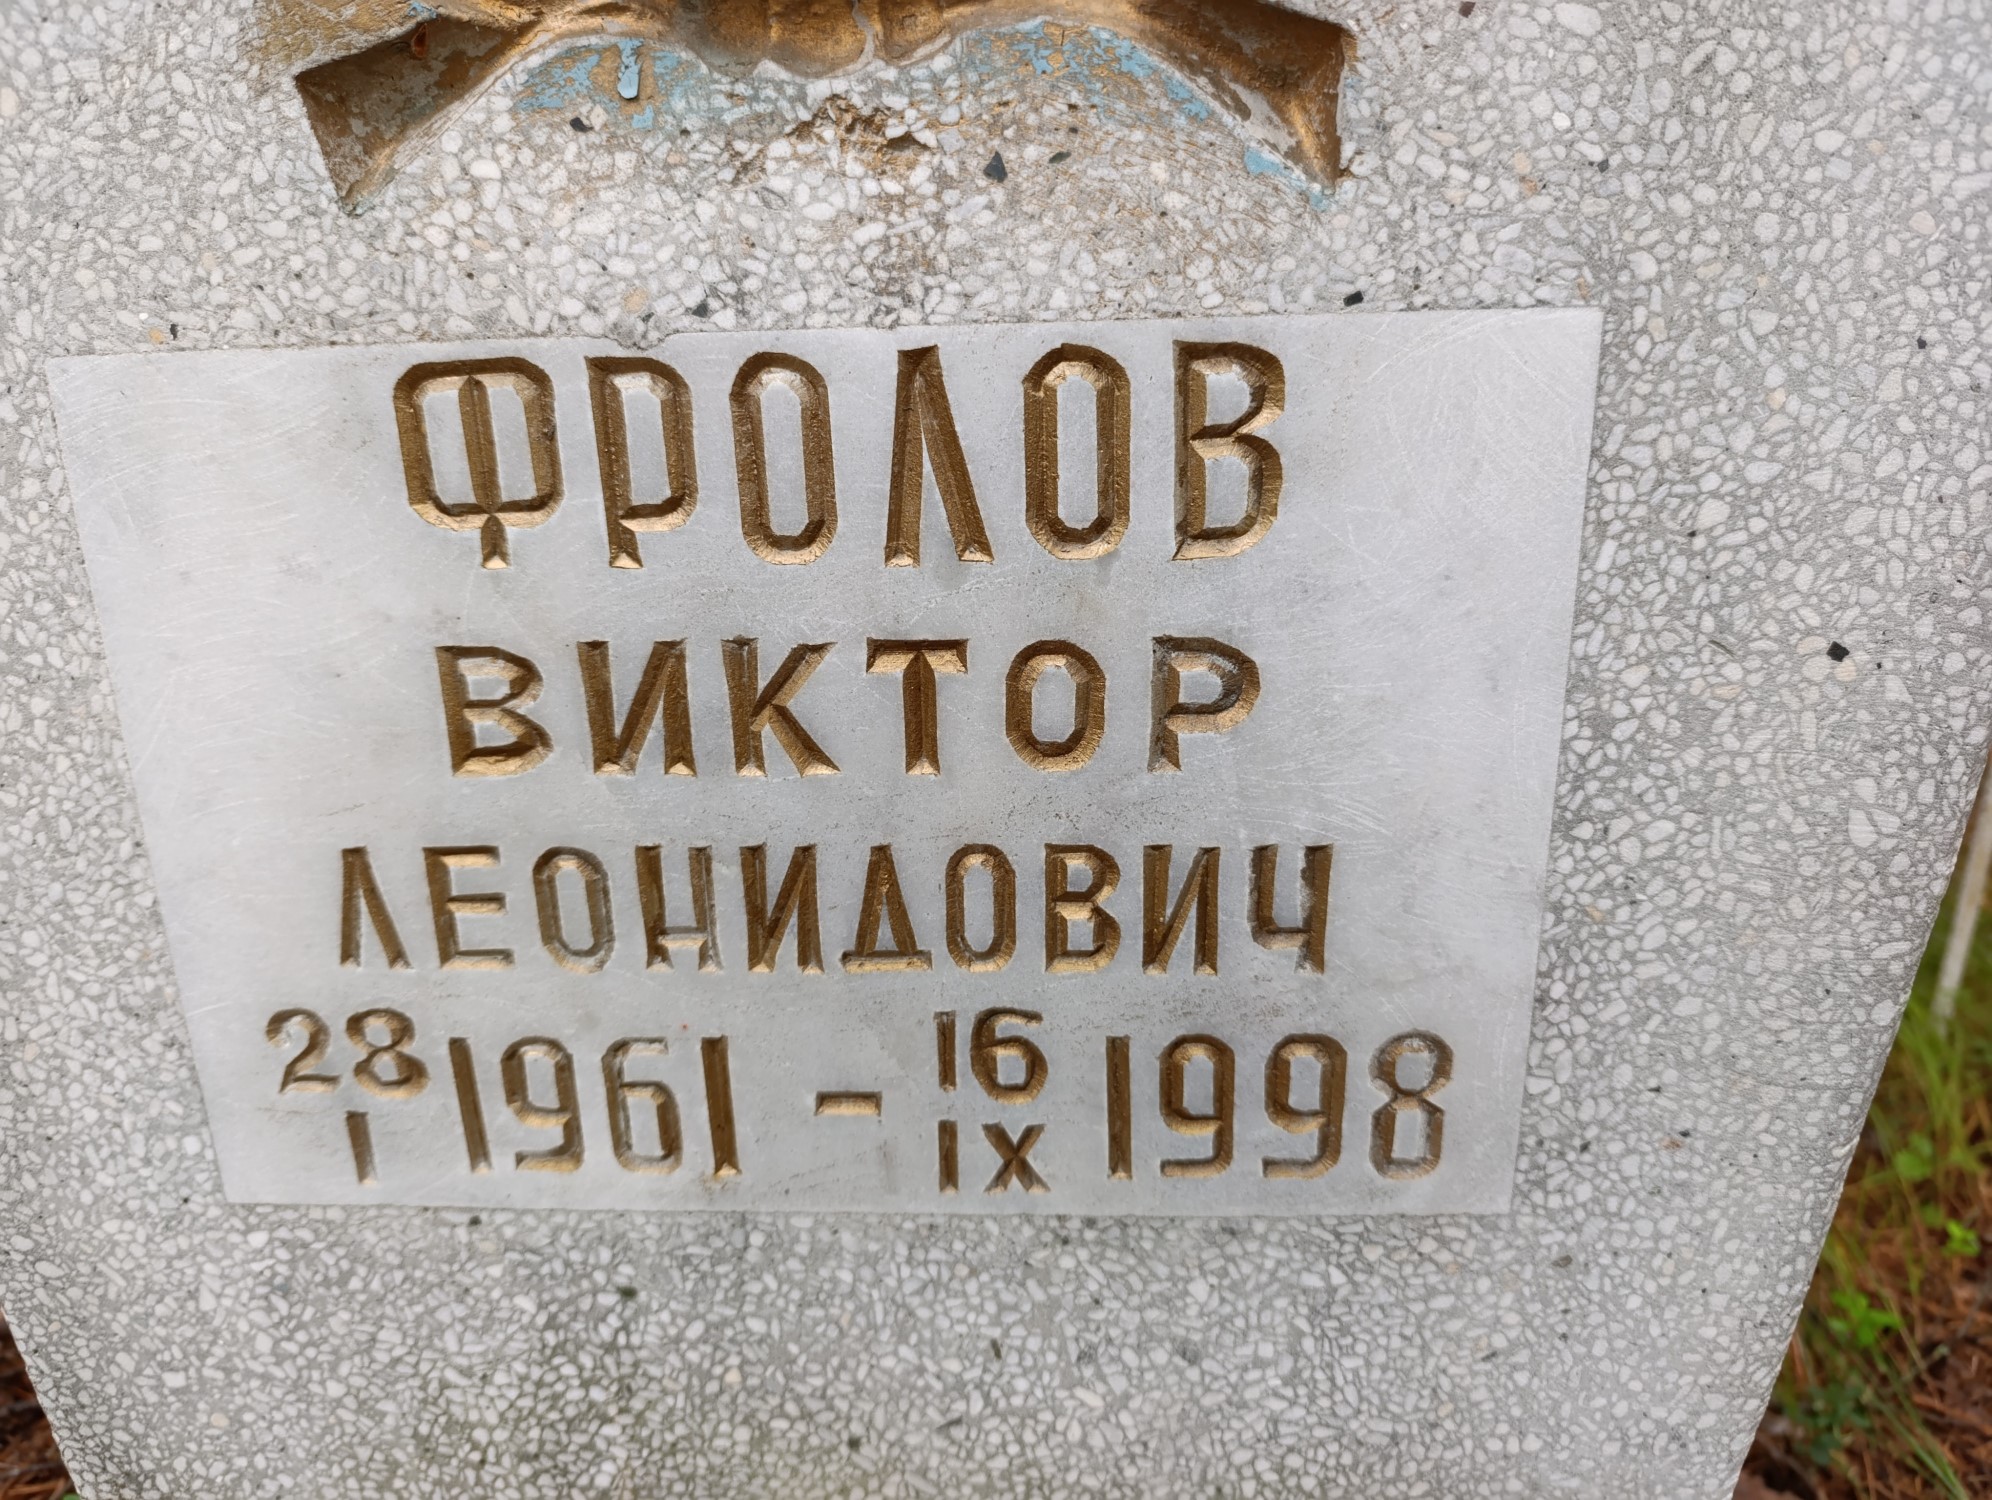 ФРОЛОВ
ВИКТОР
ЛЕОНИДОВИЧ
28/I 1961 - 16/IX 1998